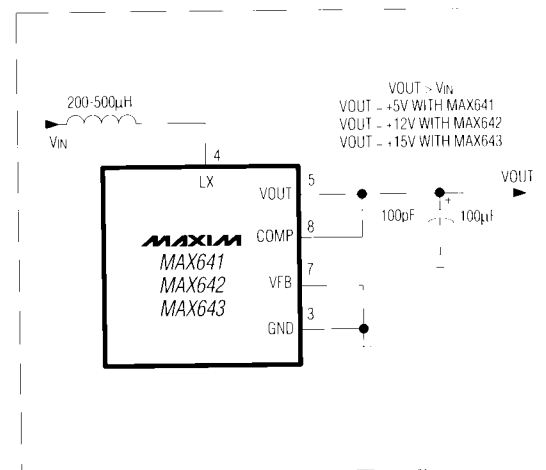 200-500µH
VIN
VOUT > VIN
VOUT = +5V WITH MAX641
VOUT = +12V WITH MAX642
VOUT = +15V WITH MAX643
4
LX
VOUT
5
VOUT
+
100pF
100µF
COMP
8
MAXIM
MAX641
MAX642
MAX643
VFB
7
GND
3